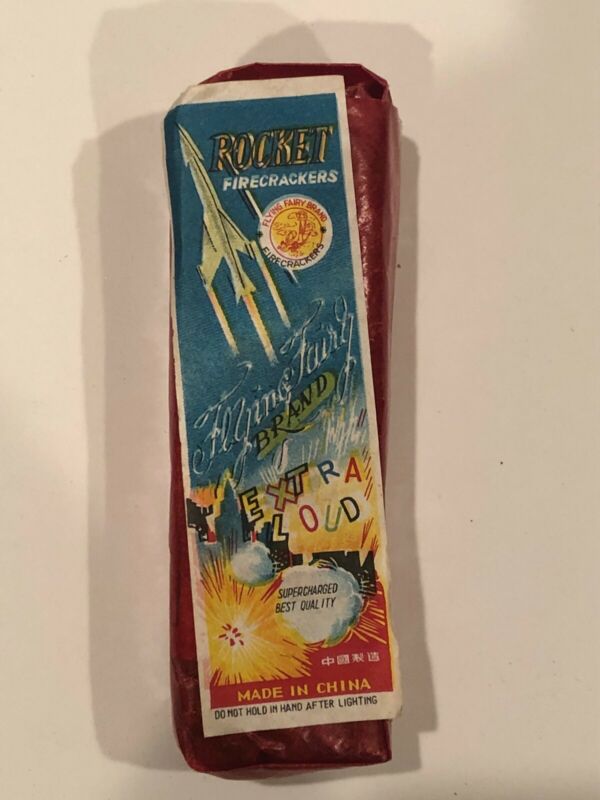 ROCKET
FIRECRACKERS
FLYING FAIRY BRAND
FIRECRACKERS
Flying Fairy
BRAND
EXTRA
LOUD
SUPERCHARGED
BEST QUALITY
中國製造
MADE IN CHINA
DO NOT HOLD IN HAND AFTER LIGHTING